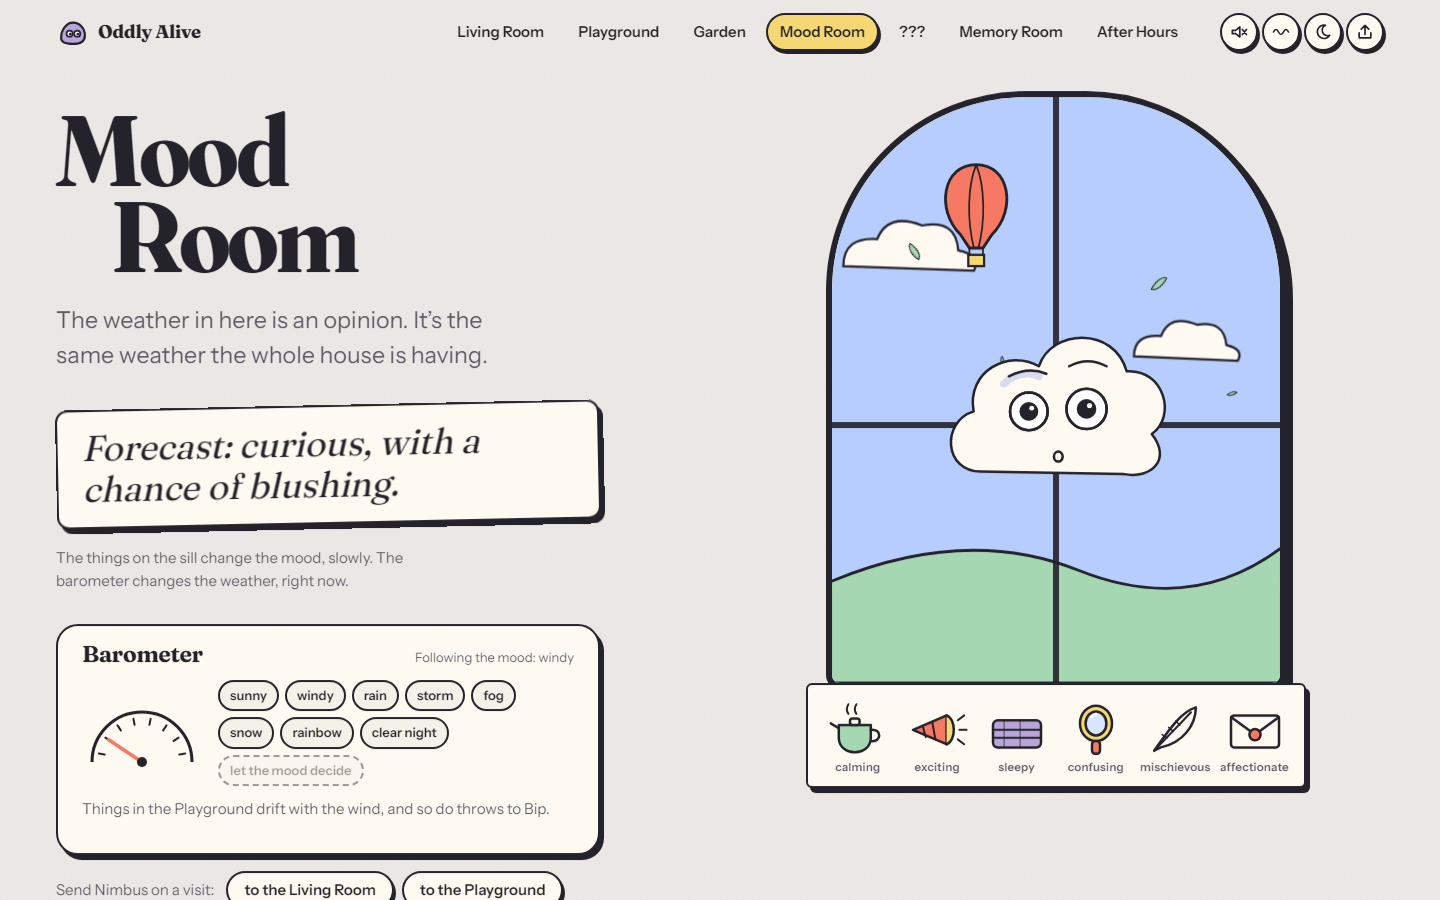 Oddly Alive
Living Room
Playground
Garden
Mood Room
???
Memory Room
After Hours
Mood
Room
The weather in here is an opinion. It’s the
same weather the whole house is having.
Forecast: curious, with a
chance of blushing.
The things on the sill change the mood, slowly. The
barometer changes the weather, right now.
Barometer
Following the mood: windy
sunny
windy
rain
storm
fog
snow
rainbow
clear night
let the mood decide
Things in the Playground drift with the wind, and so do throws to Bip.
Send Nimbus on a visit:
to the Living Room
to the Playground
calming
exciting
sleepy
confusing
mischievous
affectionate